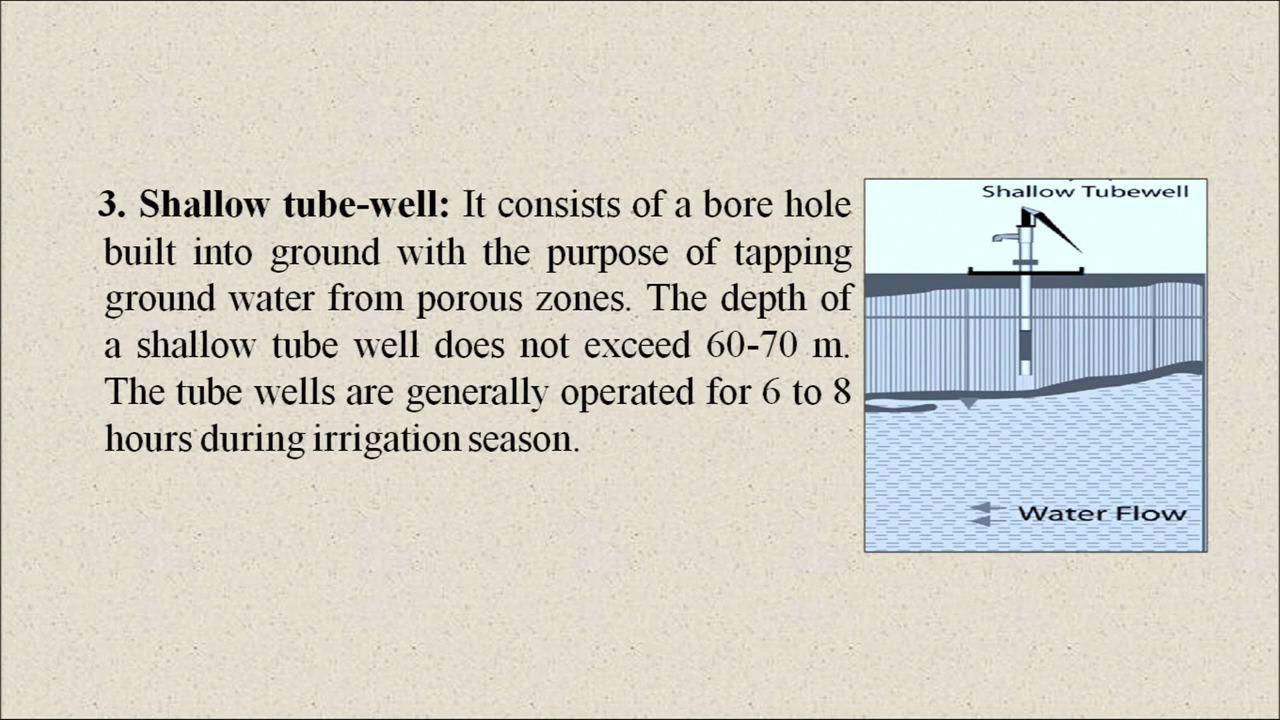 3. Shallow tube-well: It consists of a bore hole
built into ground with the purpose of tapping
ground water from porous zones. The depth of
a shallow tube well does not exceed 60-70 m.
The tube wells are generally operated for 6 to 8
hours during irrigation season.
Shallow Tubewell
Water Flow